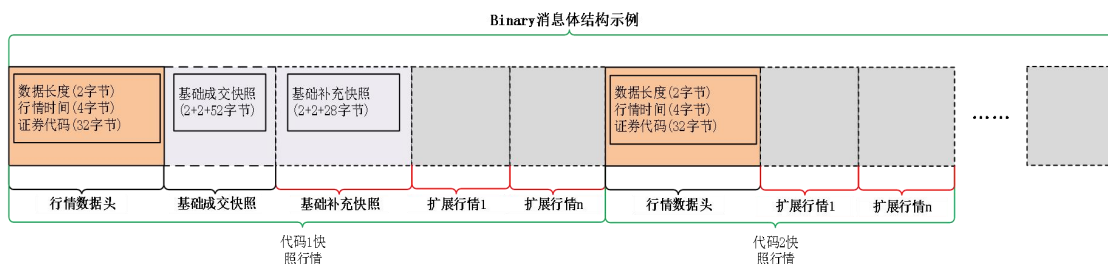 Binary消息体结构示例
数据长度(2字节)
行情时间(4字节)
证券代码(32字节)
基础成交快照
(2+2+52字节)
基础补充快照
(2+2+28字节)
数据长度(2字节)
行情时间(4字节)
证券代码(32字节)
……
行情数据头
基础成交快照
基础补充快照
扩展行情1
扩展行情n
行情数据头
扩展行情1
扩展行情n
代码1快
照行情
代码2快
照行情